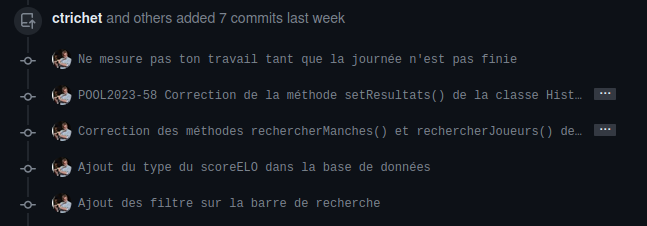 ctrichet and others added 7 commits last week
Ne mesure pas ton travail tant que la journée n'est pas finie
POOL2023-58 Correction de la méthode setResultats() de la classe Hist… ...
Correction des méthodes rechercherManches() et rechercherJoueurs() de… ...
Ajout du type du scoreELO dans la base de données
Ajout des filtre sur la barre de recherche